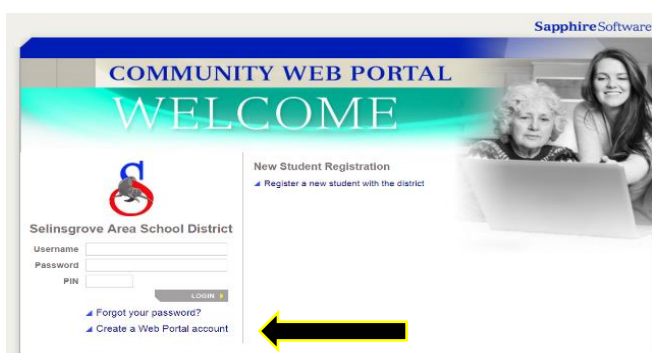 SapphireSoftware
COMMUNITY WEB PORTAL
WELCOME
S
Selinsgrove Area School District
Username
Password
PIN
LOGIN
Forgot your password?
Create a Web Portal account
New Student Registration
Register a new student with the district